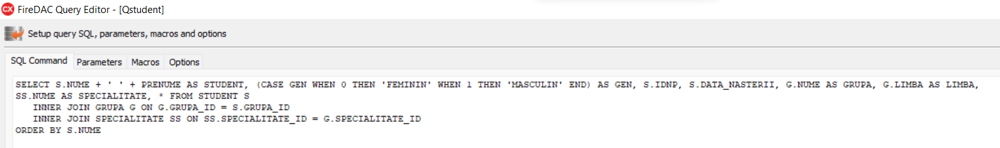 FireDAC Query Editor - [Qstudent]
Setup query SQL, parameters, macros and options
SQL Command Parameters Macros Options
SELECT S.NUME + ' ' + PRENUME AS STUDENT, (CASE GEN WHEN 0 THEN 'FEMININ' WHEN 1 THEN 'MASCULIN' END) AS GEN, S.IDNP, S.DATA_NASTERII, G.NUME AS GRUPA, G.LIMBA AS LIMBA,
SS.NUME AS SPECIALITATE, * FROM STUDENT S
INNER JOIN GRUPA G ON G.GRUPA_ID = S.GRUPA_ID
INNER JOIN SPECIALITATE SS ON SS.SPECIALITATE_ID = G.SPECIALITATE_ID
ORDER BY S.NUME